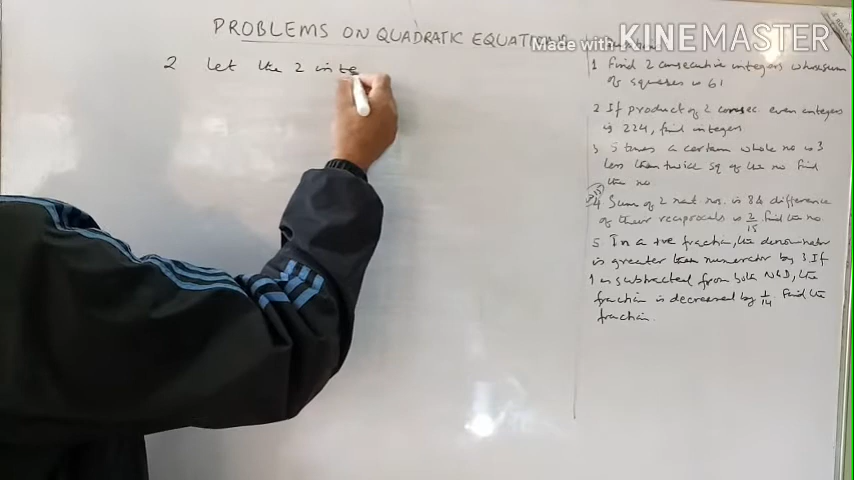 PROBLEMS ON QUADRATIC EQUATIONS
Made with KINEMASTER
2 Let the 2 inte
1 Find 2 consecutive integers whose sum
of squares is 61
2 If product of 2 consec. even integers
is 224, find integers
3 5 times a certain whole no is 3
less than twice sq of the no find
the no
4 Sum of 2 nat nos. is 8 & difference
of their reciprocals is 2/15 find the no.
5 In a +ve fraction, the denominator
is greater than numerator by 3 If
1 is subtracted from both N&D, the
fraction is decreased by 1/14 Find the
fraction.